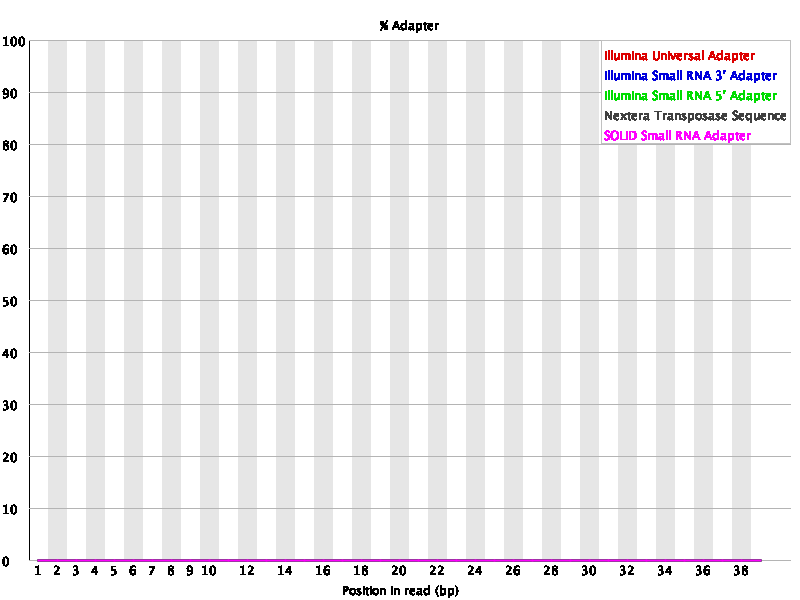 % Adapter
100
Illumina Universal Adapter
Illumina Small RNA 3' Adapter
90
Illumina Small RNA 5' Adapter
Nextera Transposase Sequence
SOLID Small RNA Adapter
80
70
60
50
40
30
20
10
0
1 2 3 4 5 6 7 8 9 10 12 14 16 18 20 22 24 26 28 30 32 34 36 38
Position in read (bp)